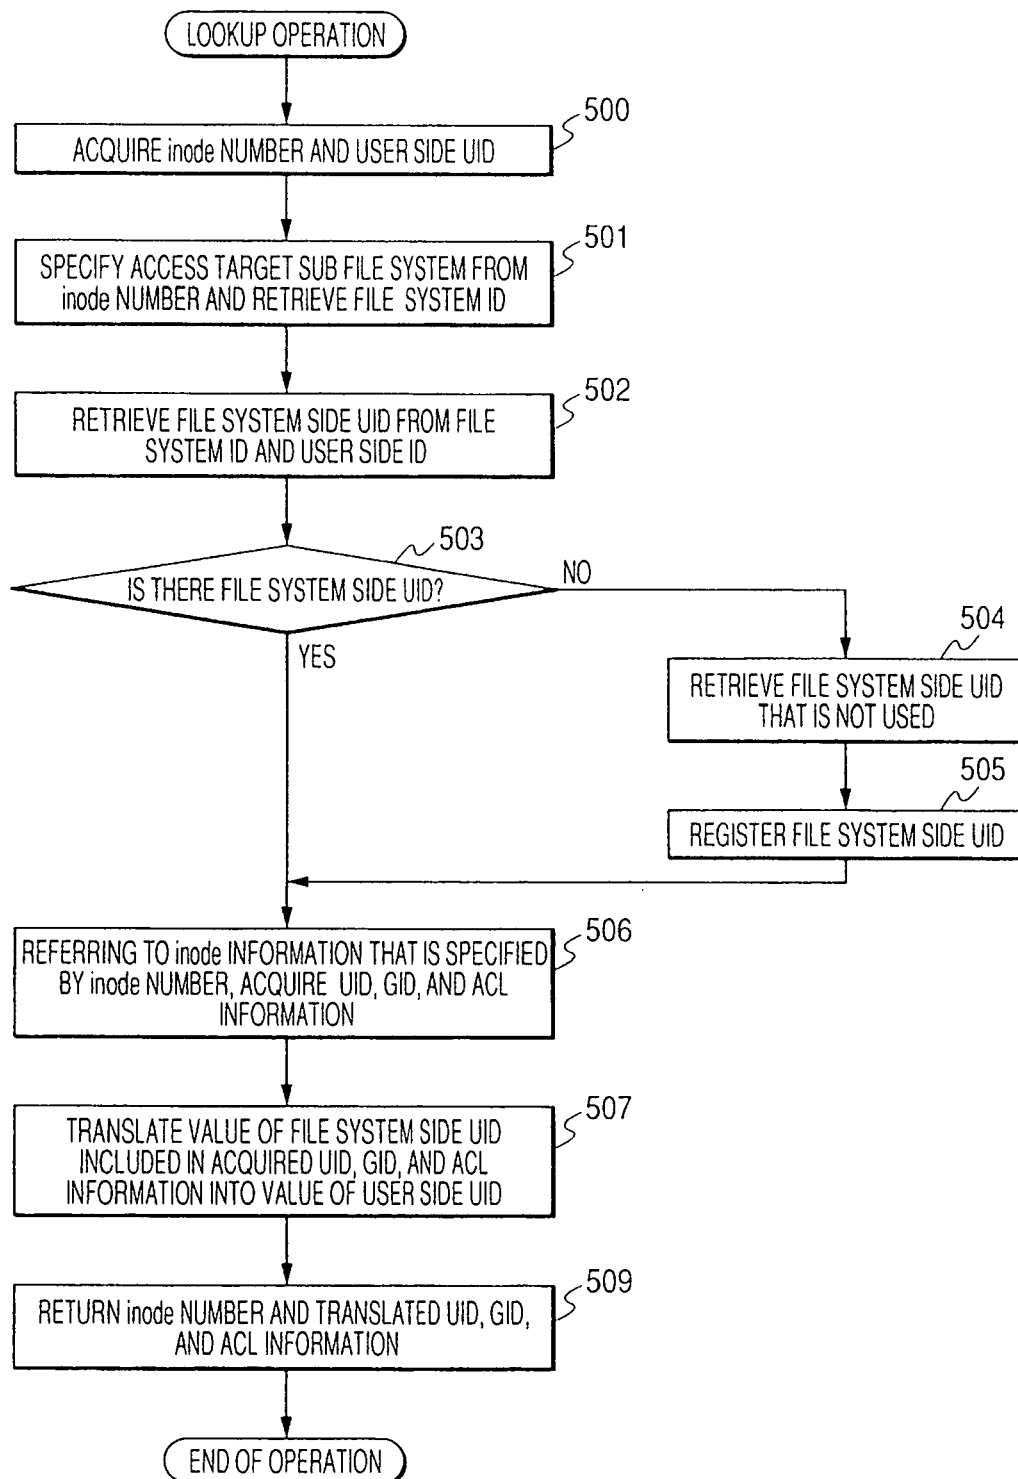 LOOKUP OPERATION
500
ACQUIRE inode NUMBER AND USER SIDE UID
501
SPECIFY ACCESS TARGET SUB FILE SYSTEM FROM
inode NUMBER AND RETRIEVE FILE SYSTEM ID
502
RETRIEVE FILE SYSTEM SIDE UID FROM FILE
SYSTEM ID AND USER SIDE ID
503
IS THERE FILE SYSTEM SIDE UID?
NO
YES
504
RETRIEVE FILE SYSTEM SIDE UID
THAT IS NOT USED
505
REGISTER FILE SYSTEM SIDE UID
506
REFERRING TO inode INFORMATION THAT IS SPECIFIED
BY inode NUMBER, ACQUIRE UID, GID, AND ACL
INFORMATION
507
TRANSLATE VALUE OF FILE SYSTEM SIDE UID
INCLUDED IN ACQUIRED UID, GID, AND ACL
INFORMATION INTO VALUE OF USER SIDE UID
509
RETURN inode NUMBER AND TRANSLATED UID, GID,
AND ACL INFORMATION
END OF OPERATION